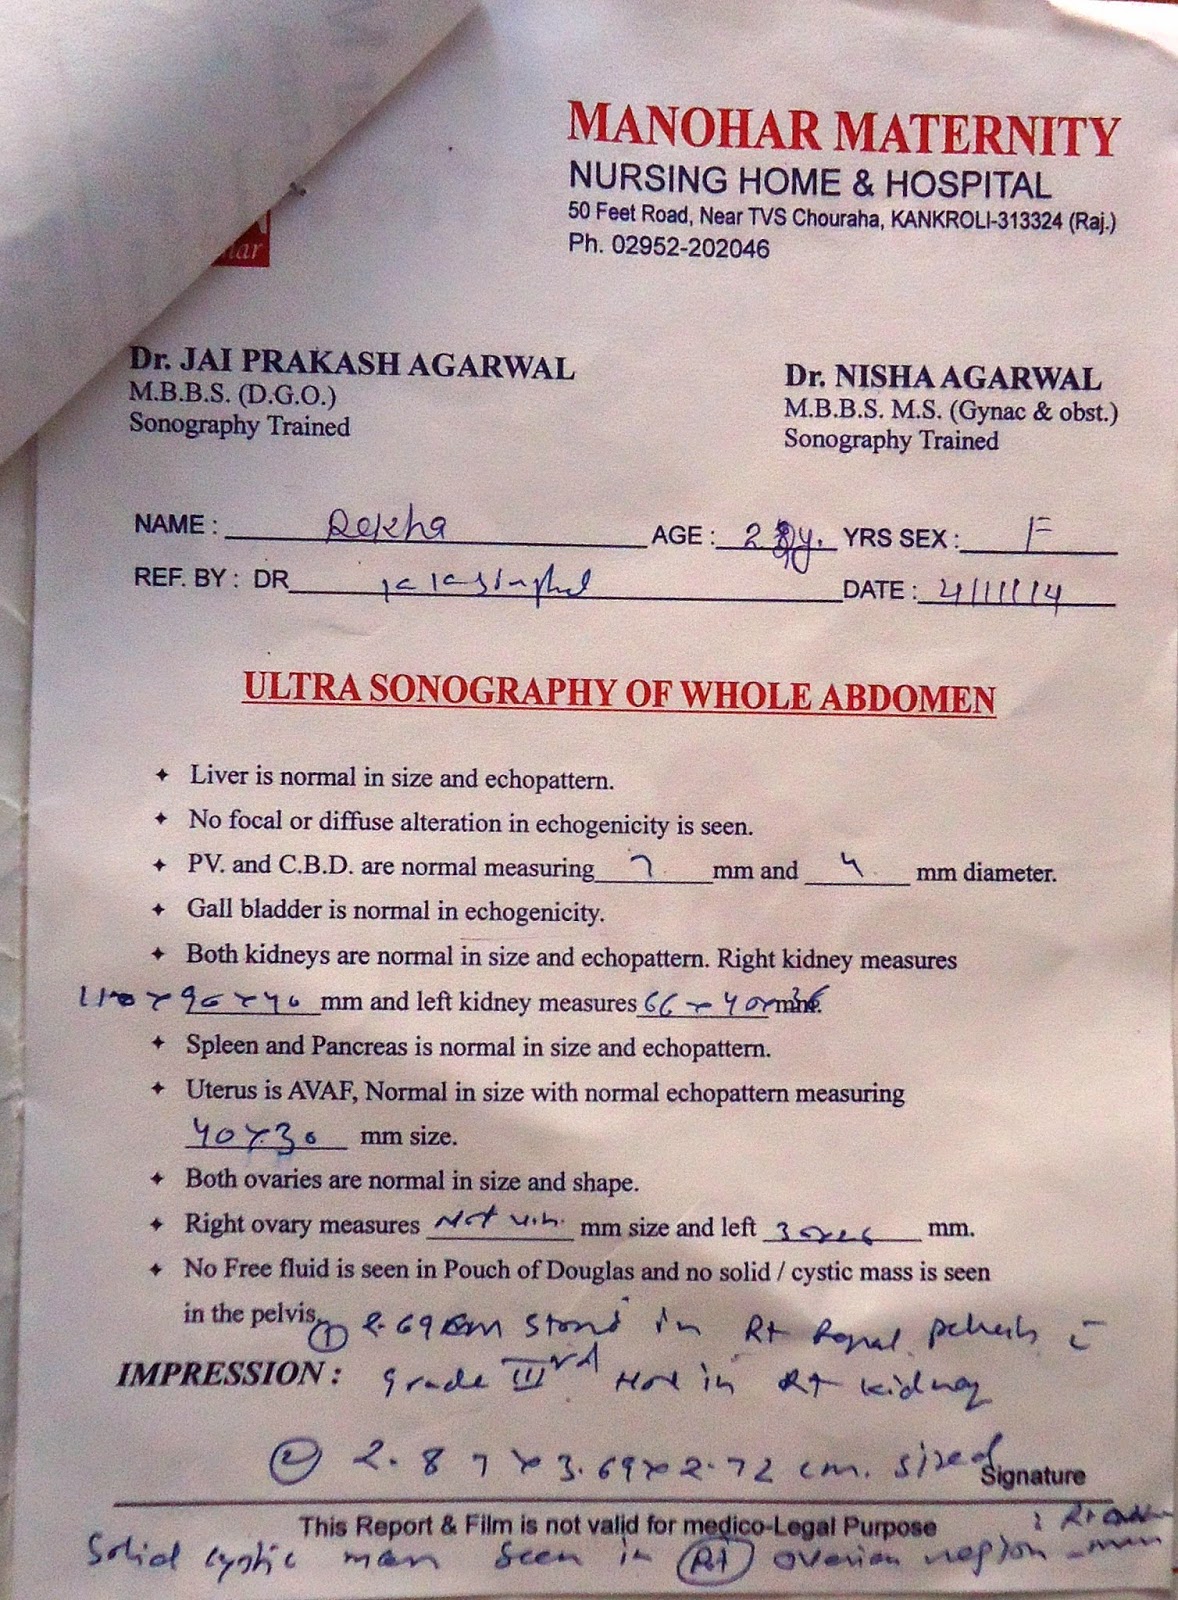 MANOHAR MATERNITY
NURSING HOME & HOSPITAL
50 Feet Road, Near TVS Chouraha, KANKROLI-313324 (Raj.)
Ph. 02952-202046
Dr. JAI PRAKASH AGARWAL
M.B.B.S. (D.G.O.)
Sonography Trained
Dr. NISHA AGARWAL
M.B.B.S. M.S. (Gynac & obst.)
Sonography Trained
NAME : Rekha AGE : YRS SEX : F
REF. BY : DR DATE : 4/11/14
ULTRA SONOGRAPHY OF WHOLE ABDOMEN
✦ Liver is normal in size and echopattern.
✦ No focal or diffuse alteration in echogenicity is seen.
✦ PV. and C.B.D. are normal measuring 7 mm and 4 mm diameter.
✦ Gall bladder is normal in echogenicity.
✦ Both kidneys are normal in size and echopattern. Right kidney measures
mm and left kidney measures 66 x 40 x 36 mm.
✦ Spleen and Pancreas is normal in size and echopattern.
✦ Uterus is AVAF, Normal in size with normal echopattern measuring
40 x 30 mm size.
✦ Both ovaries are normal in size and shape.
✦ Right ovary measures Not mm size and left mm.
✦ No Free fluid is seen in Pouch of Douglas and no solid / cystic mass is seen
in the pelvis. ① 2.69 cm stone in Rt Renal pelvis c̄
IMPRESSION : grade IIIrd in Rt kidney
② 2.87 x 3.69 x 2.72 cm. sized
Signature
This Report & Film is not valid for medico-Legal Purpose
Solid cystic mass seen in Rt ovarian region